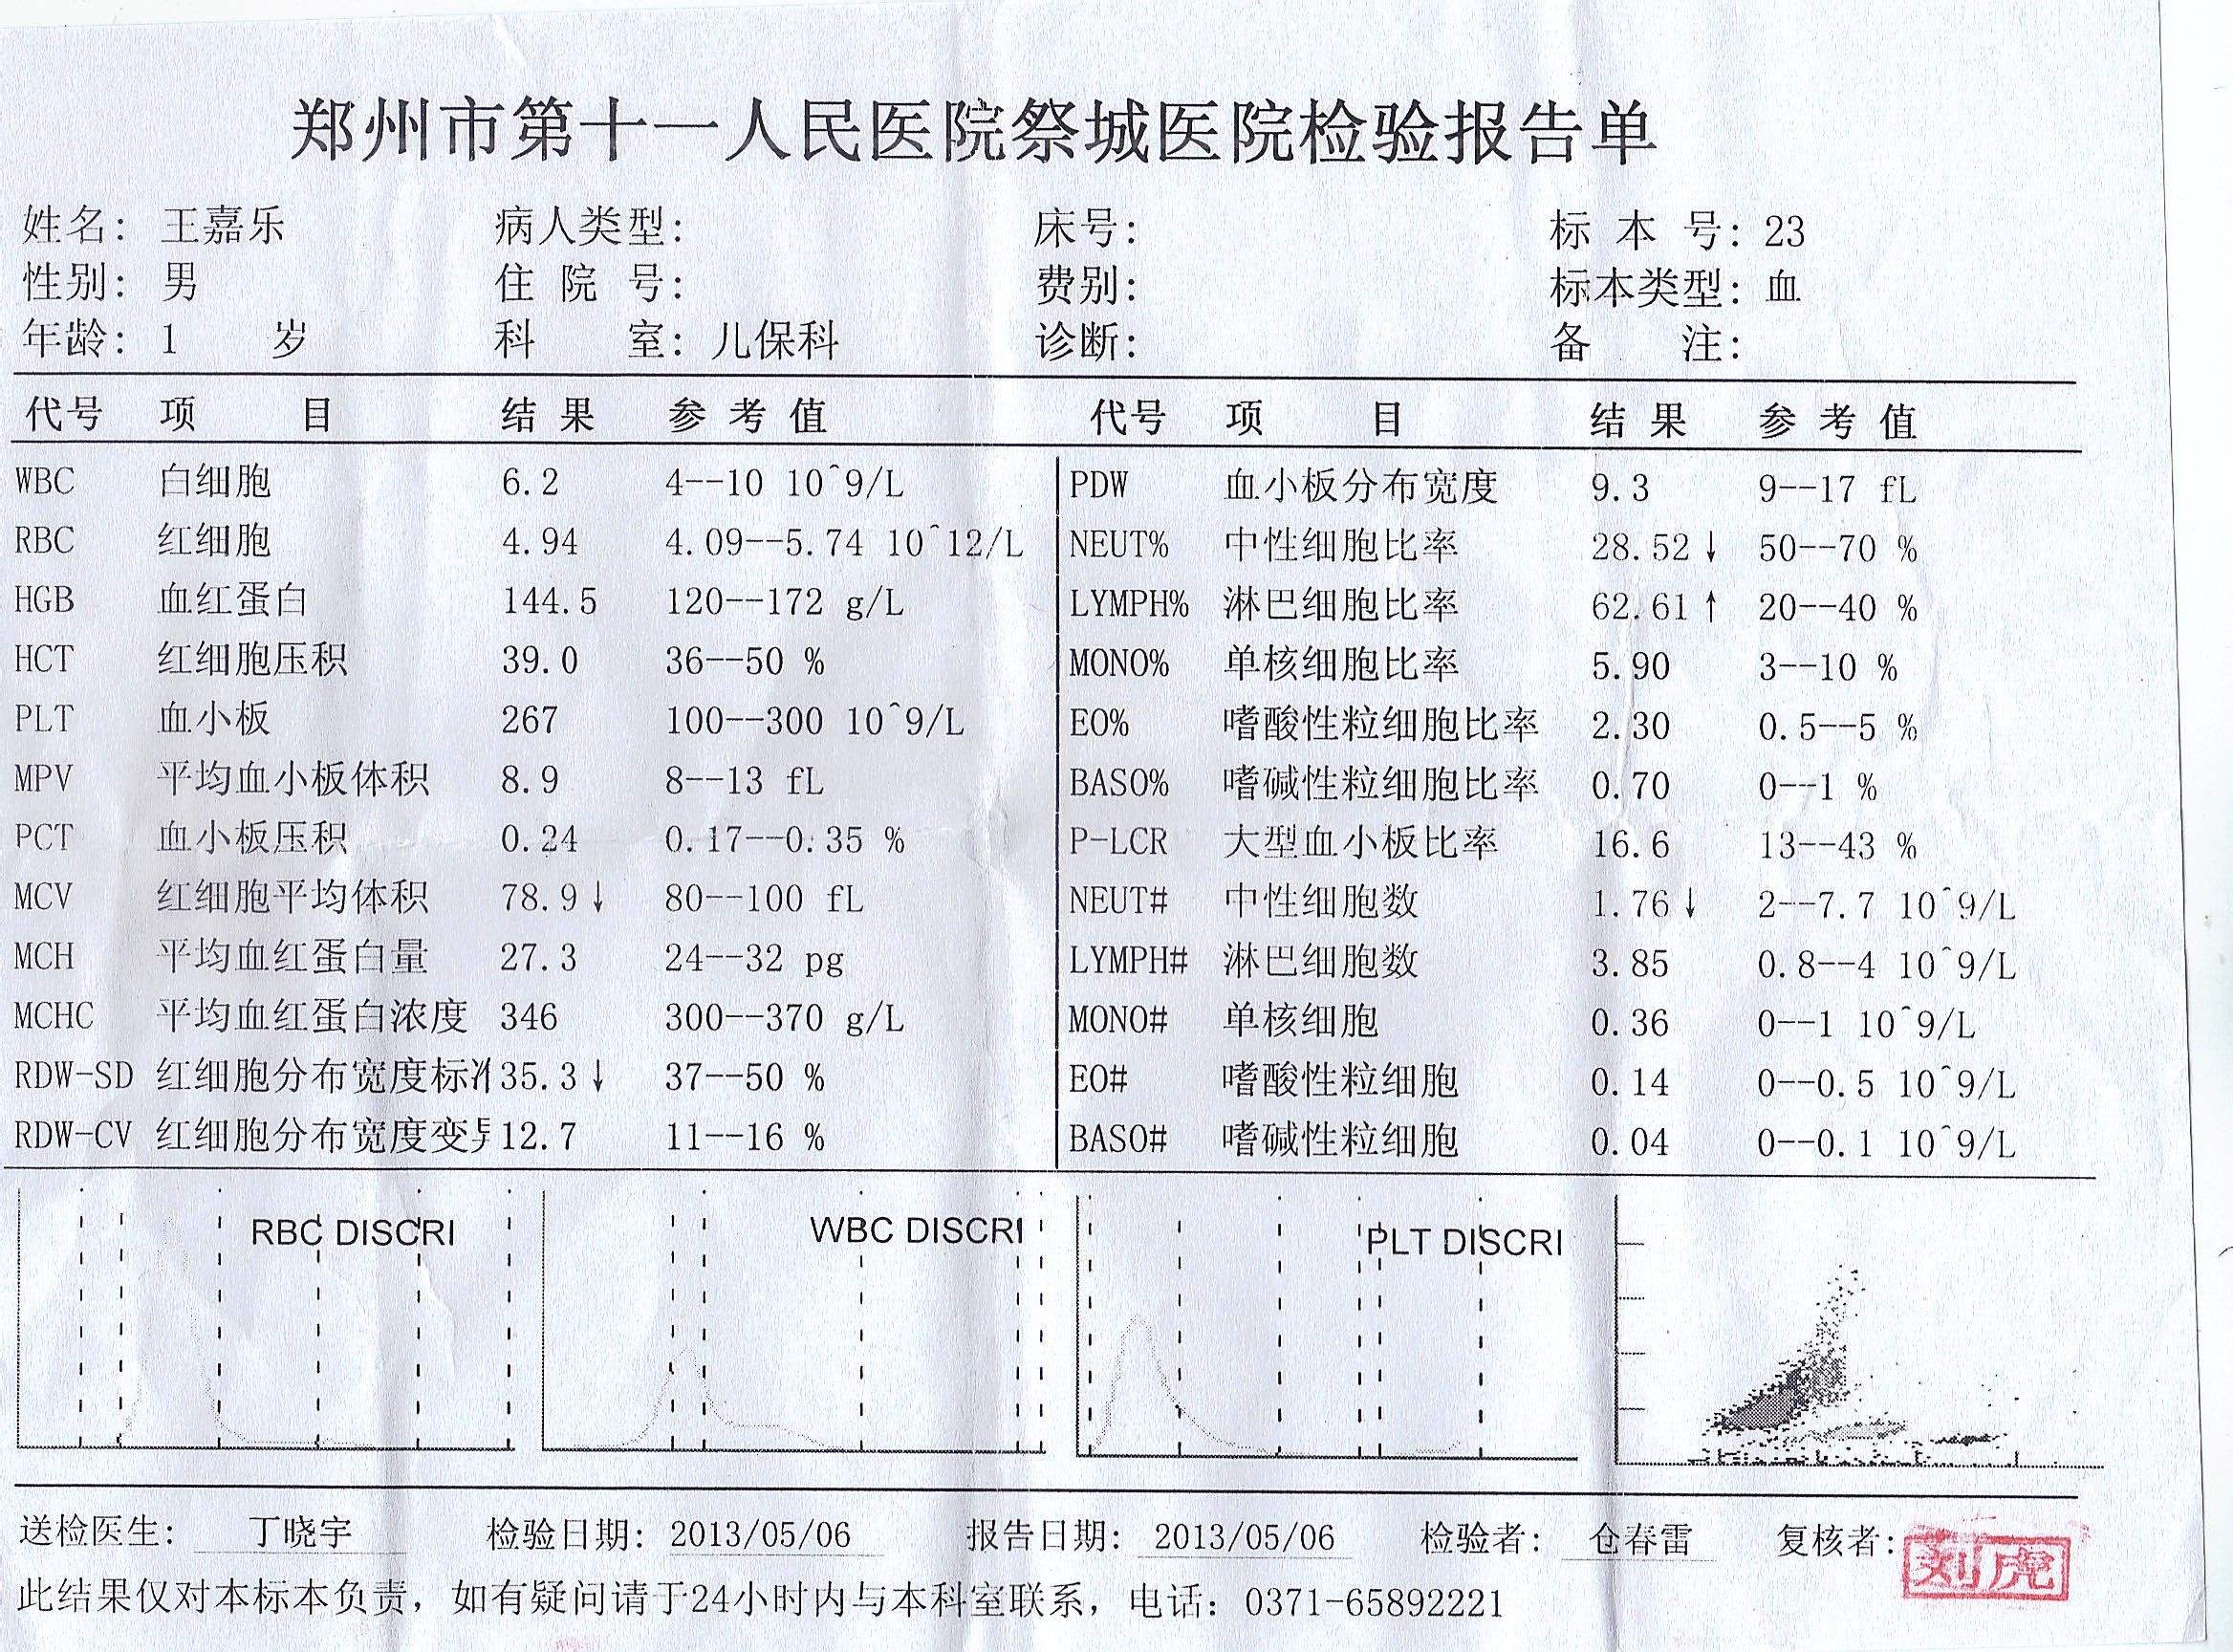 郑州市第十一人民医院祭城医院检验报告单
姓名: 王嘉乐 病人类型: 床号: 标 本 号: 23
性别: 男 住 院 号: 费别: 标本类型: 血
年龄: 1 岁 科 室: 儿保科 诊断: 备 注:
代号 项 目 结 果 参 考 值 代号 项 目 结 果 参 考 值
WBC 白细胞 6.2 4--10 10^9/L PDW 血小板分布宽度 9.3 9--17 fL
RBC 红细胞 4.94 4.09--5.74 10^12/L NEUT% 中性细胞比率 28.52↓ 50--70 %
HGB 血红蛋白 144.5 120--172 g/L LYMPH% 淋巴细胞比率 62.61↑ 20--40 %
HCT 红细胞压积 39.0 36--50 % MONO% 单核细胞比率 5.90 3--10 %
PLT 血小板 267 100--300 10^9/L EO% 嗜酸性粒细胞比率 2.30 0.5--5 %
MPV 平均血小板体积 8.9 8--13 fL BASO% 嗜碱性粒细胞比率 0.70 0--1 %
PCT 血小板压积 0.24 0.17--0.35 % P-LCR 大型血小板比率 16.6 13--43 %
MCV 红细胞平均体积 78.9↓ 80--100 fL NEUT# 中性细胞数 1.76↓ 2--7.7 10^9/L
MCH 平均血红蛋白量 27.3 24--32 pg LYMPH# 淋巴细胞数 3.85 0.8--4 10^9/L
MCHC 平均血红蛋白浓度 346 300--370 g/L MONO# 单核细胞 0.36 0--1 10^9/L
RDW-SD 红细胞分布宽度标 35.3↓ 37--50 % EO# 嗜酸性粒细胞 0.14 0--0.5 10^9/L
RDW-CV 红细胞分布宽度变 12.7 11--16 % BASO# 嗜碱性粒细胞 0.04 0--0.1 10^9/L
RBC DISCRI WBC DISCRI PLT DISCRI
送检医生: 丁晓宇 检验日期: 2013/05/06 报告日期: 2013/05/06 检验者: 仓春雷 复核者: 刘虎
此结果仅对本标本负责，如有疑问请于24小时内与本科室联系，电话: 0371-65892221